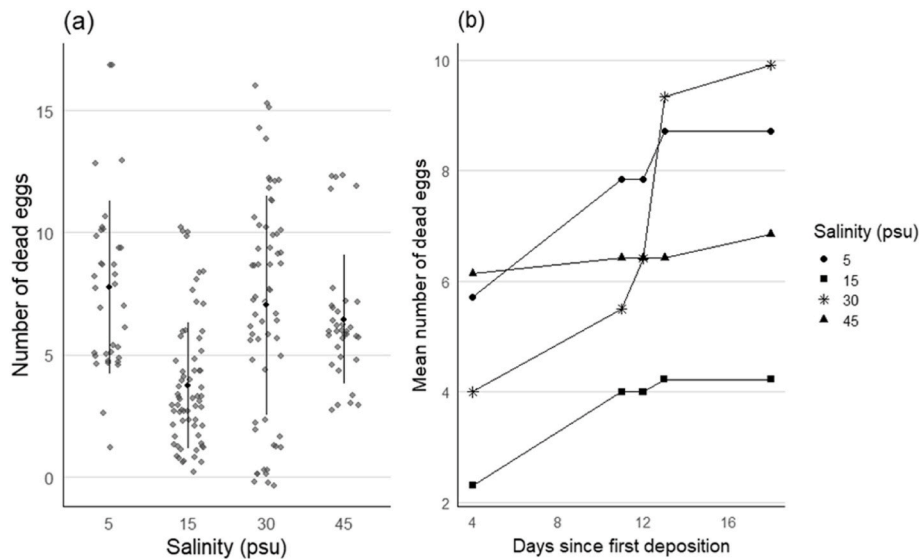 (a)
Number of dead eggs
15
10
5
0
5 15 30 45
Salinity (psu)
(b)
Mean number of dead eggs
10
8
6
4
2
4 8 12 16
Days since first deposition
Salinity (psu)
5
15
30
45